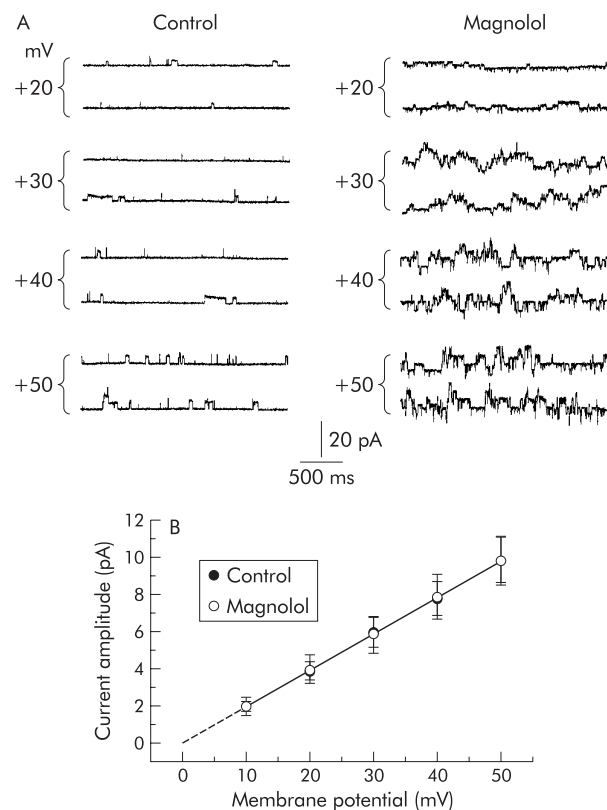 A
Control
Magnolol
mV
+20
+20
+30
+30
+40
+40
+50
+50
20 pA
500 ms
B
Current amplitude (pA)
12
10
8
6
4
2
0
Control
Magnolol
0 10 20 30 40 50
Membrane potential (mV)